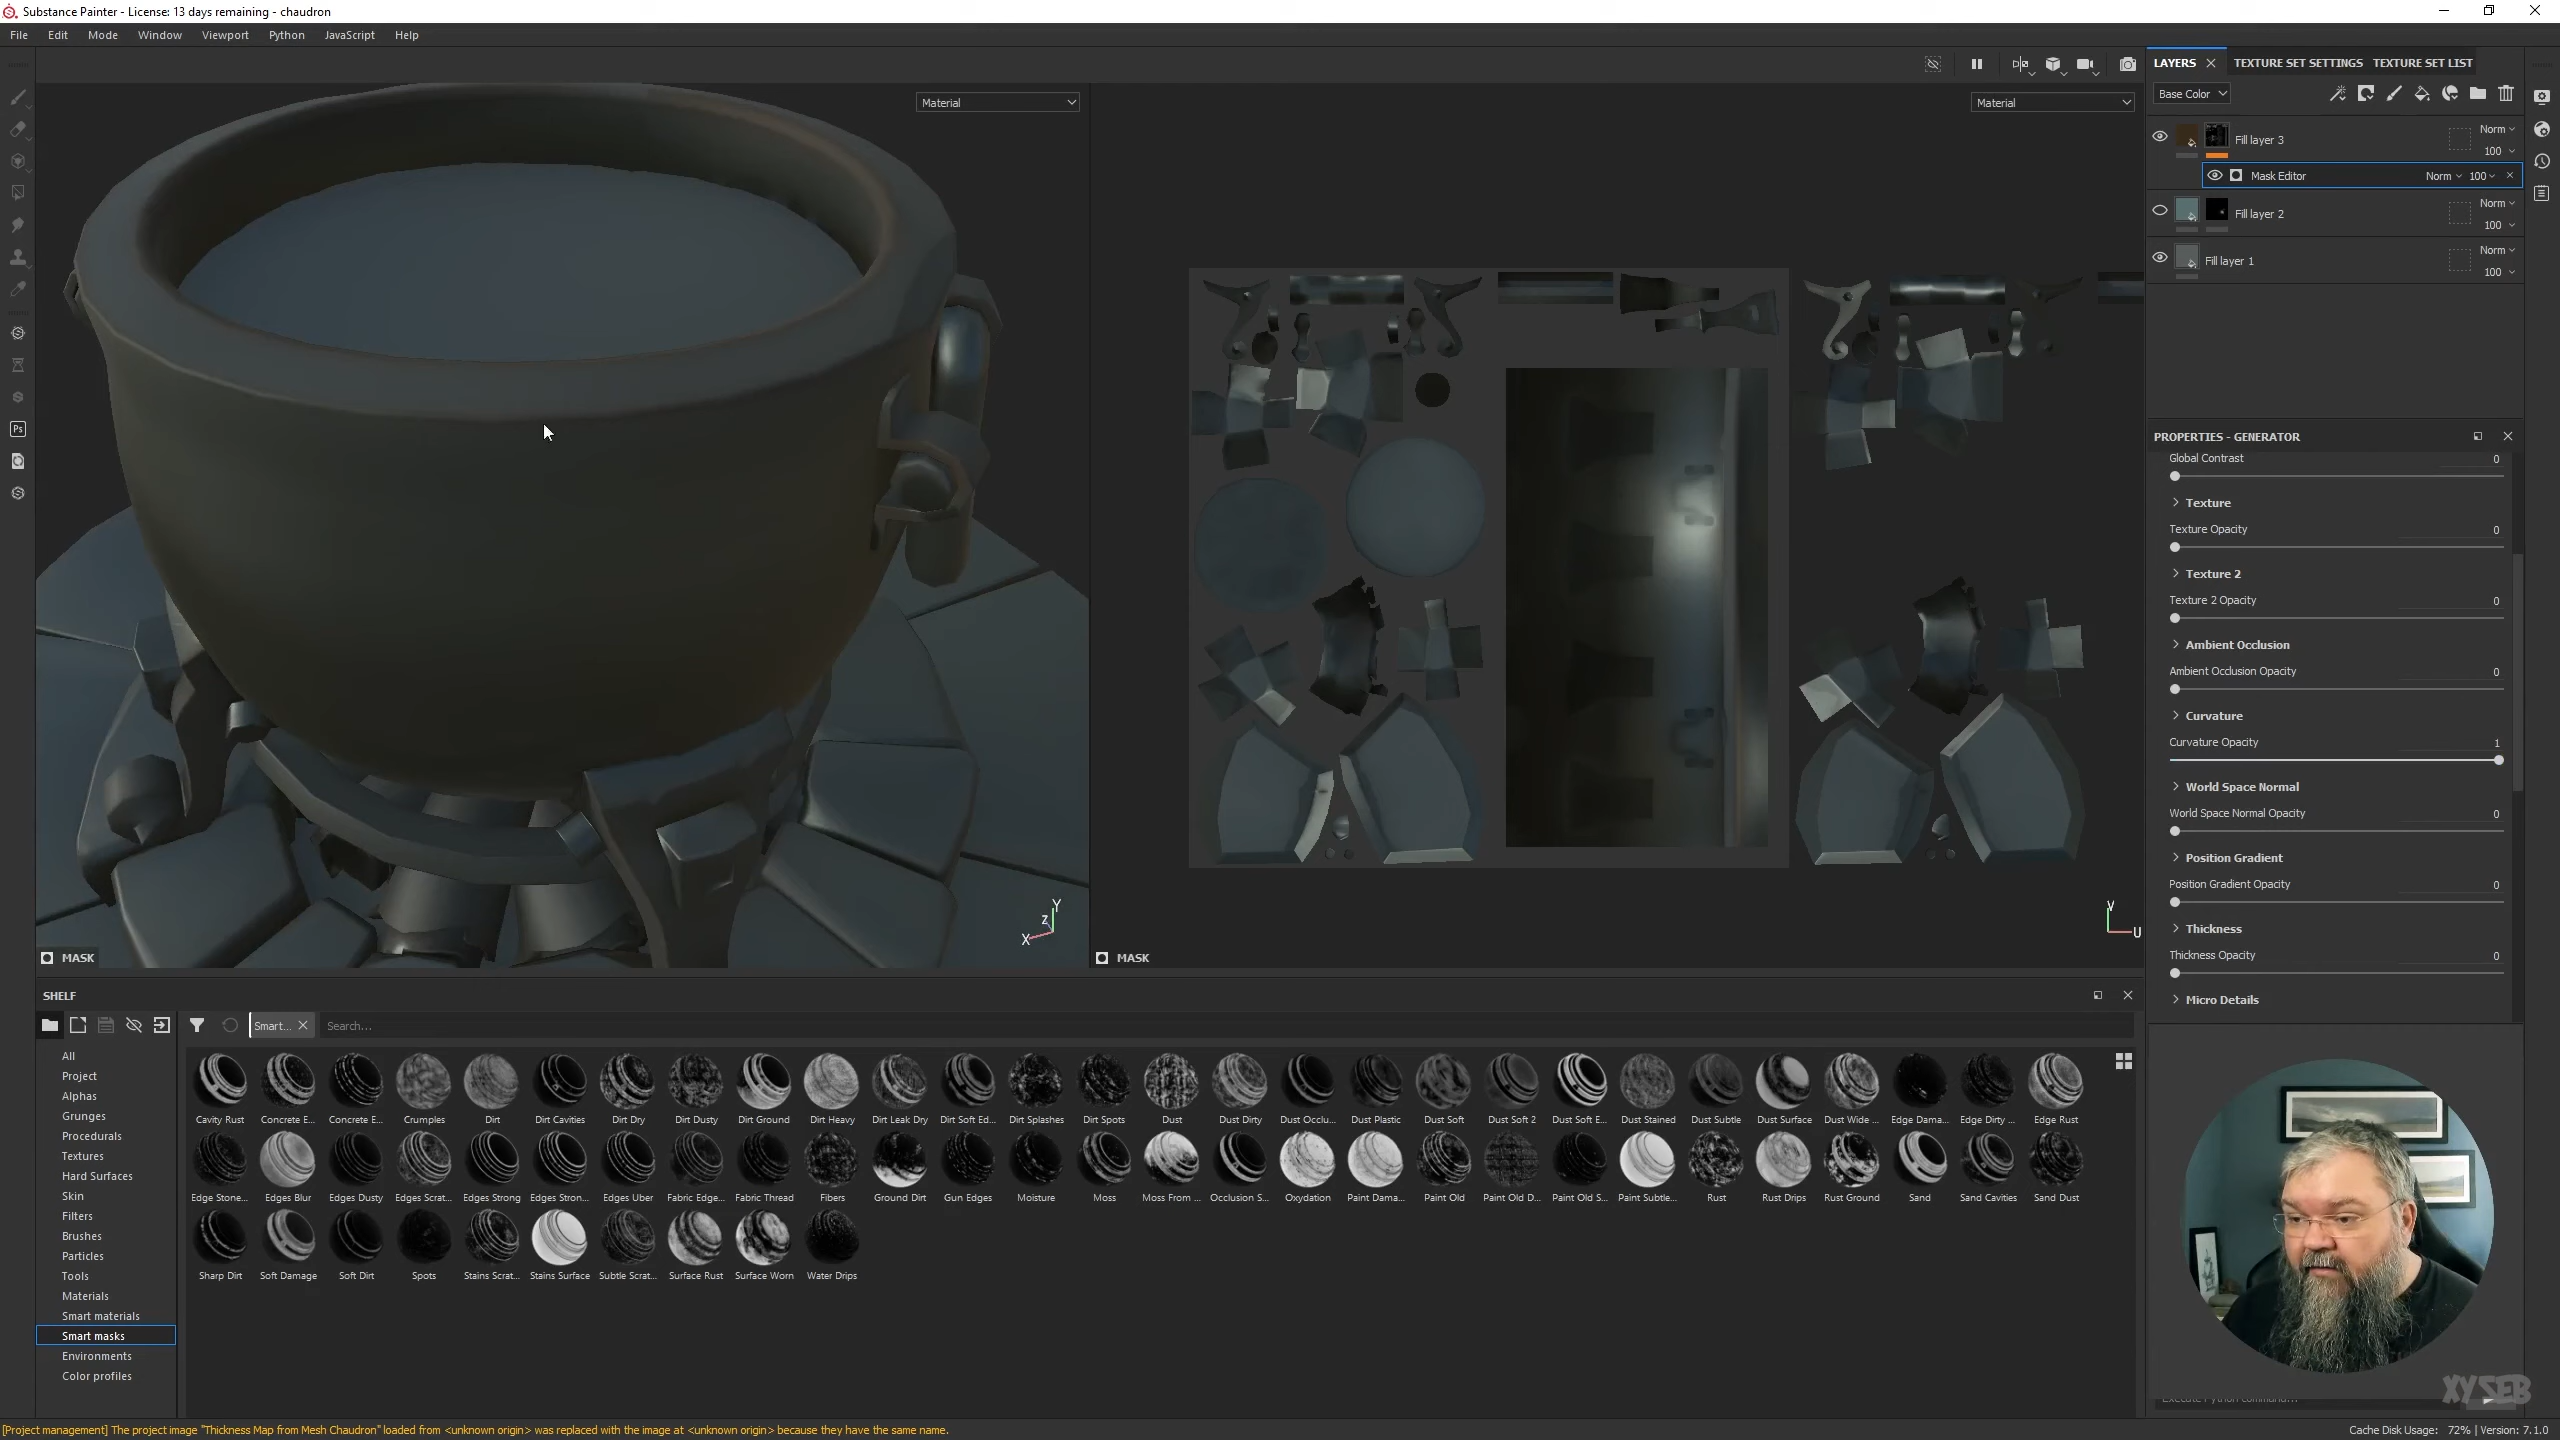 Substance Painter - License: 13 days remaining - chaudron
File Edit Mode Window Viewport Python JavaScript Help
Material
Material
LAYERS
TEXTURE SET SETTINGS
TEXTURE SET LIST
Base Color
Fill layer 3
Norm
100
Mask Editor
Norm
100
Fill layer 2
Norm
100
Fill layer 1
Norm
100
PROPERTIES - GENERATOR
Global Contrast 0
Texture
Texture Opacity 0
Texture 2
Texture 2 Opacity 0
Ambient Occlusion
Ambient Occlusion Opacity 0
Curvature
Curvature Opacity 1
World Space Normal
World Space Normal Opacity 0
Position Gradient
Position Gradient Opacity 0
Thickness
Thickness Opacity 0
Micro Details
Ps
Y
Z
X
V
U
MASK
MASK
SHELF
Smart...
Search...
All
Project
Alphas
Grunges
Procedurals
Textures
Hard Surfaces
Skin
Filters
Brushes
Particles
Tools
Materials
Smart materials
Smart masks
Environments
Color profiles
Cavity Rust Concrete E... Concrete E... Crumples Dirt Dirt Cavities Dirt Dry Dirt Dusty Dirt Ground Dirt Heavy Dirt Leak Dry Dirt Soft Ed... Dirt Splashes Dirt Spots Dust Dust Dirty Dust Occlu... Dust Plastic Dust Soft Dust Soft 2 Dust Soft E... Dust Stained Dust Subtle Dust Surface Dust Wide ... Edge Dama... Edge Dirty ... Edge Rust
Edge Stone... Edges Blur Edges Dusty Edges Scrat... Edges Strong Edges Stron... Edges Uber Fabric Edge... Fabric Thread Fibers Ground Dirt Gun Edges Moisture Moss Moss From ... Occlusion S... Oxydation Paint Dama... Paint Old Paint Old D... Paint Old S... Paint Subtle... Rust Rust Drips Rust Ground Sand Sand Cavities Sand Dust
Sharp Dirt Soft Damage Soft Dirt Spots Stains Scrat... Stains Surface Subtle Scrat... Surface Rust Surface Worn Water Drips
XYSEB
[Project management] The project image "Thickness Map from Mesh Chaudron" loaded from <unknown origin> was replaced with the image at <unknown origin> because they have the same name.
Cache Disk Usage: 72% | Version: 7.1.0